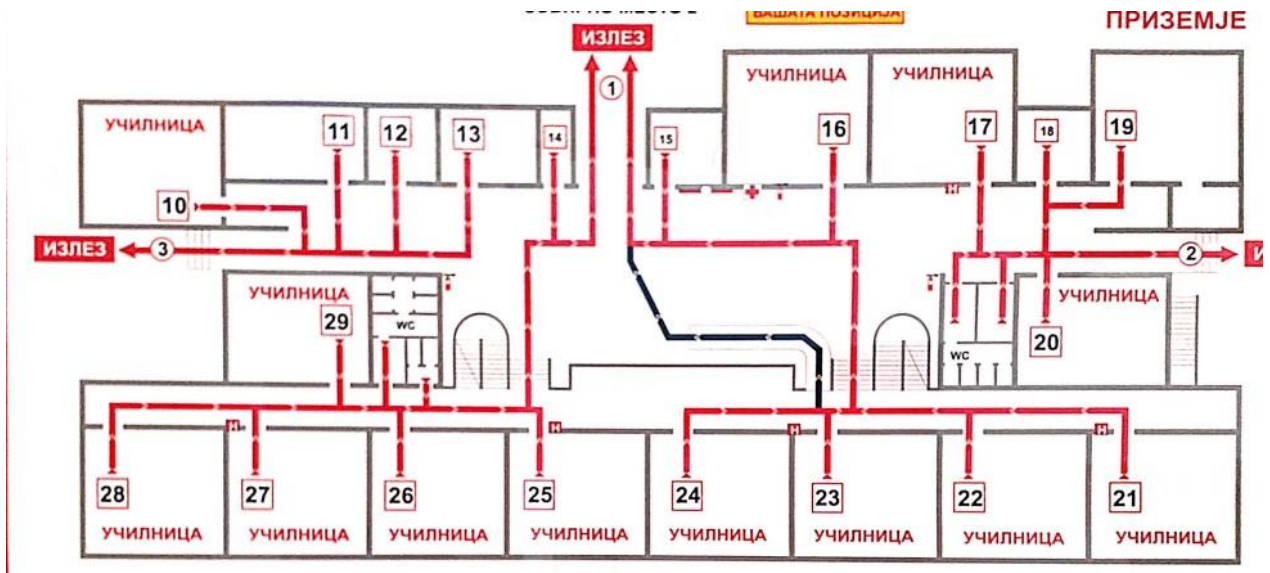 ВАШАТА ПОЗИЦИЈА
ПРИЗЕМЈЕ
ИЗЛЕЗ
1
УЧИЛНИЦА
УЧИЛНИЦА
УЧИЛНИЦА
11
12
13
14
15
16
17
18
19
10
ИЗЛЕЗ
3
2
И
УЧИЛНИЦА
УЧИЛНИЦА
29
WC
20
WC
H
H
H
H
H
28
27
26
25
24
23
22
21
УЧИЛНИЦА
УЧИЛНИЦА
УЧИЛНИЦА
УЧИЛНИЦА
УЧИЛНИЦА
УЧИЛНИЦА
УЧИЛНИЦА
УЧИЛНИЦА